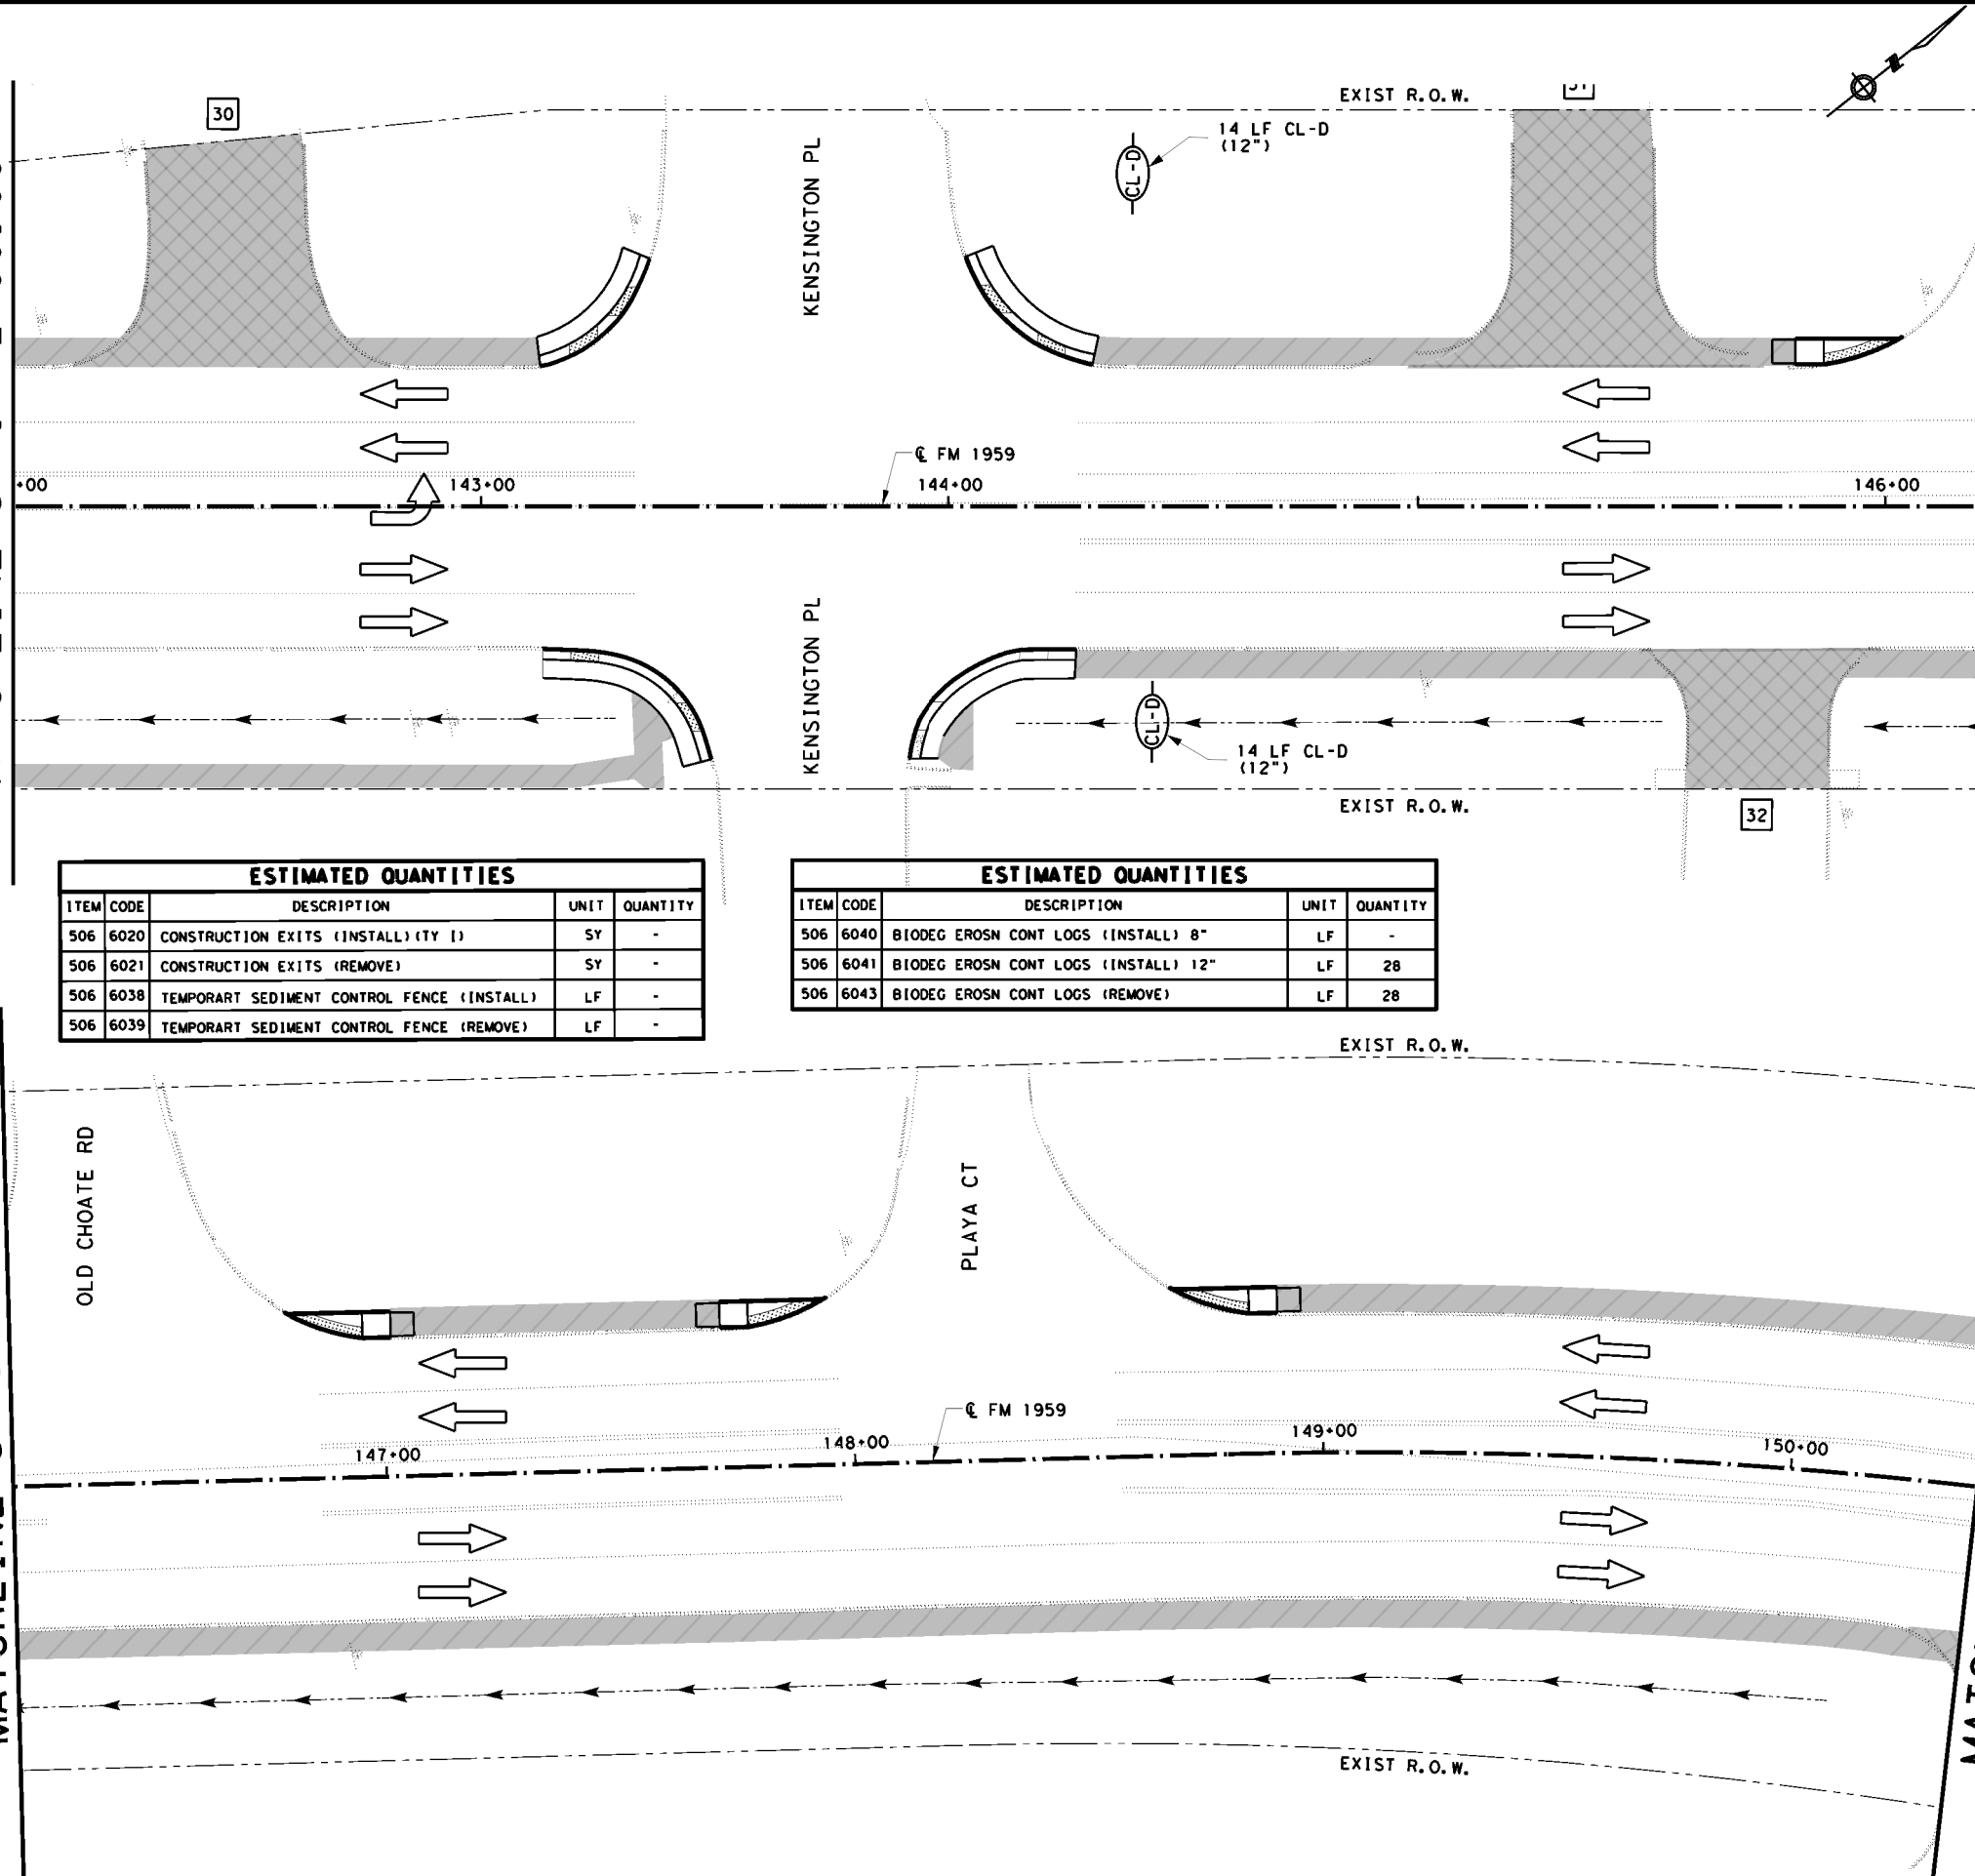 30
EXIST R.O.W.
N
14 LF CL-D
(12")
CL-D
KENSINGTON PL
℄ FM 1959
+00
143+00
144+00
146+00
KENSINGTON PL
CL-D
14 LF CL-D
(12")
EXIST R.O.W.
32
ESTIMATED QUANTITIES
ITEM CODE DESCRIPTION UNIT QUANTITY
506 6020 CONSTRUCTION EXITS (INSTALL) (TY I) SY -
506 6021 CONSTRUCTION EXITS (REMOVE) SY -
506 6038 TEMPORART SEDIMENT CONTROL FENCE (INSTALL) LF -
506 6039 TEMPORART SEDIMENT CONTROL FENCE (REMOVE) LF -
ESTIMATED QUANTITIES
ITEM CODE DESCRIPTION UNIT QUANTITY
506 6040 BIODEG EROSN CONT LOGS (INSTALL) 8" LF -
506 6041 BIODEG EROSN CONT LOGS (INSTALL) 12" LF 28
506 6043 BIODEG EROSN CONT LOGS (REMOVE) LF 28
EXIST R.O.W.
OLD CHOATE RD
PLAYA CT
℄ FM 1959
147+00
148+00
149+00
150+00
EXIST R.O.W.